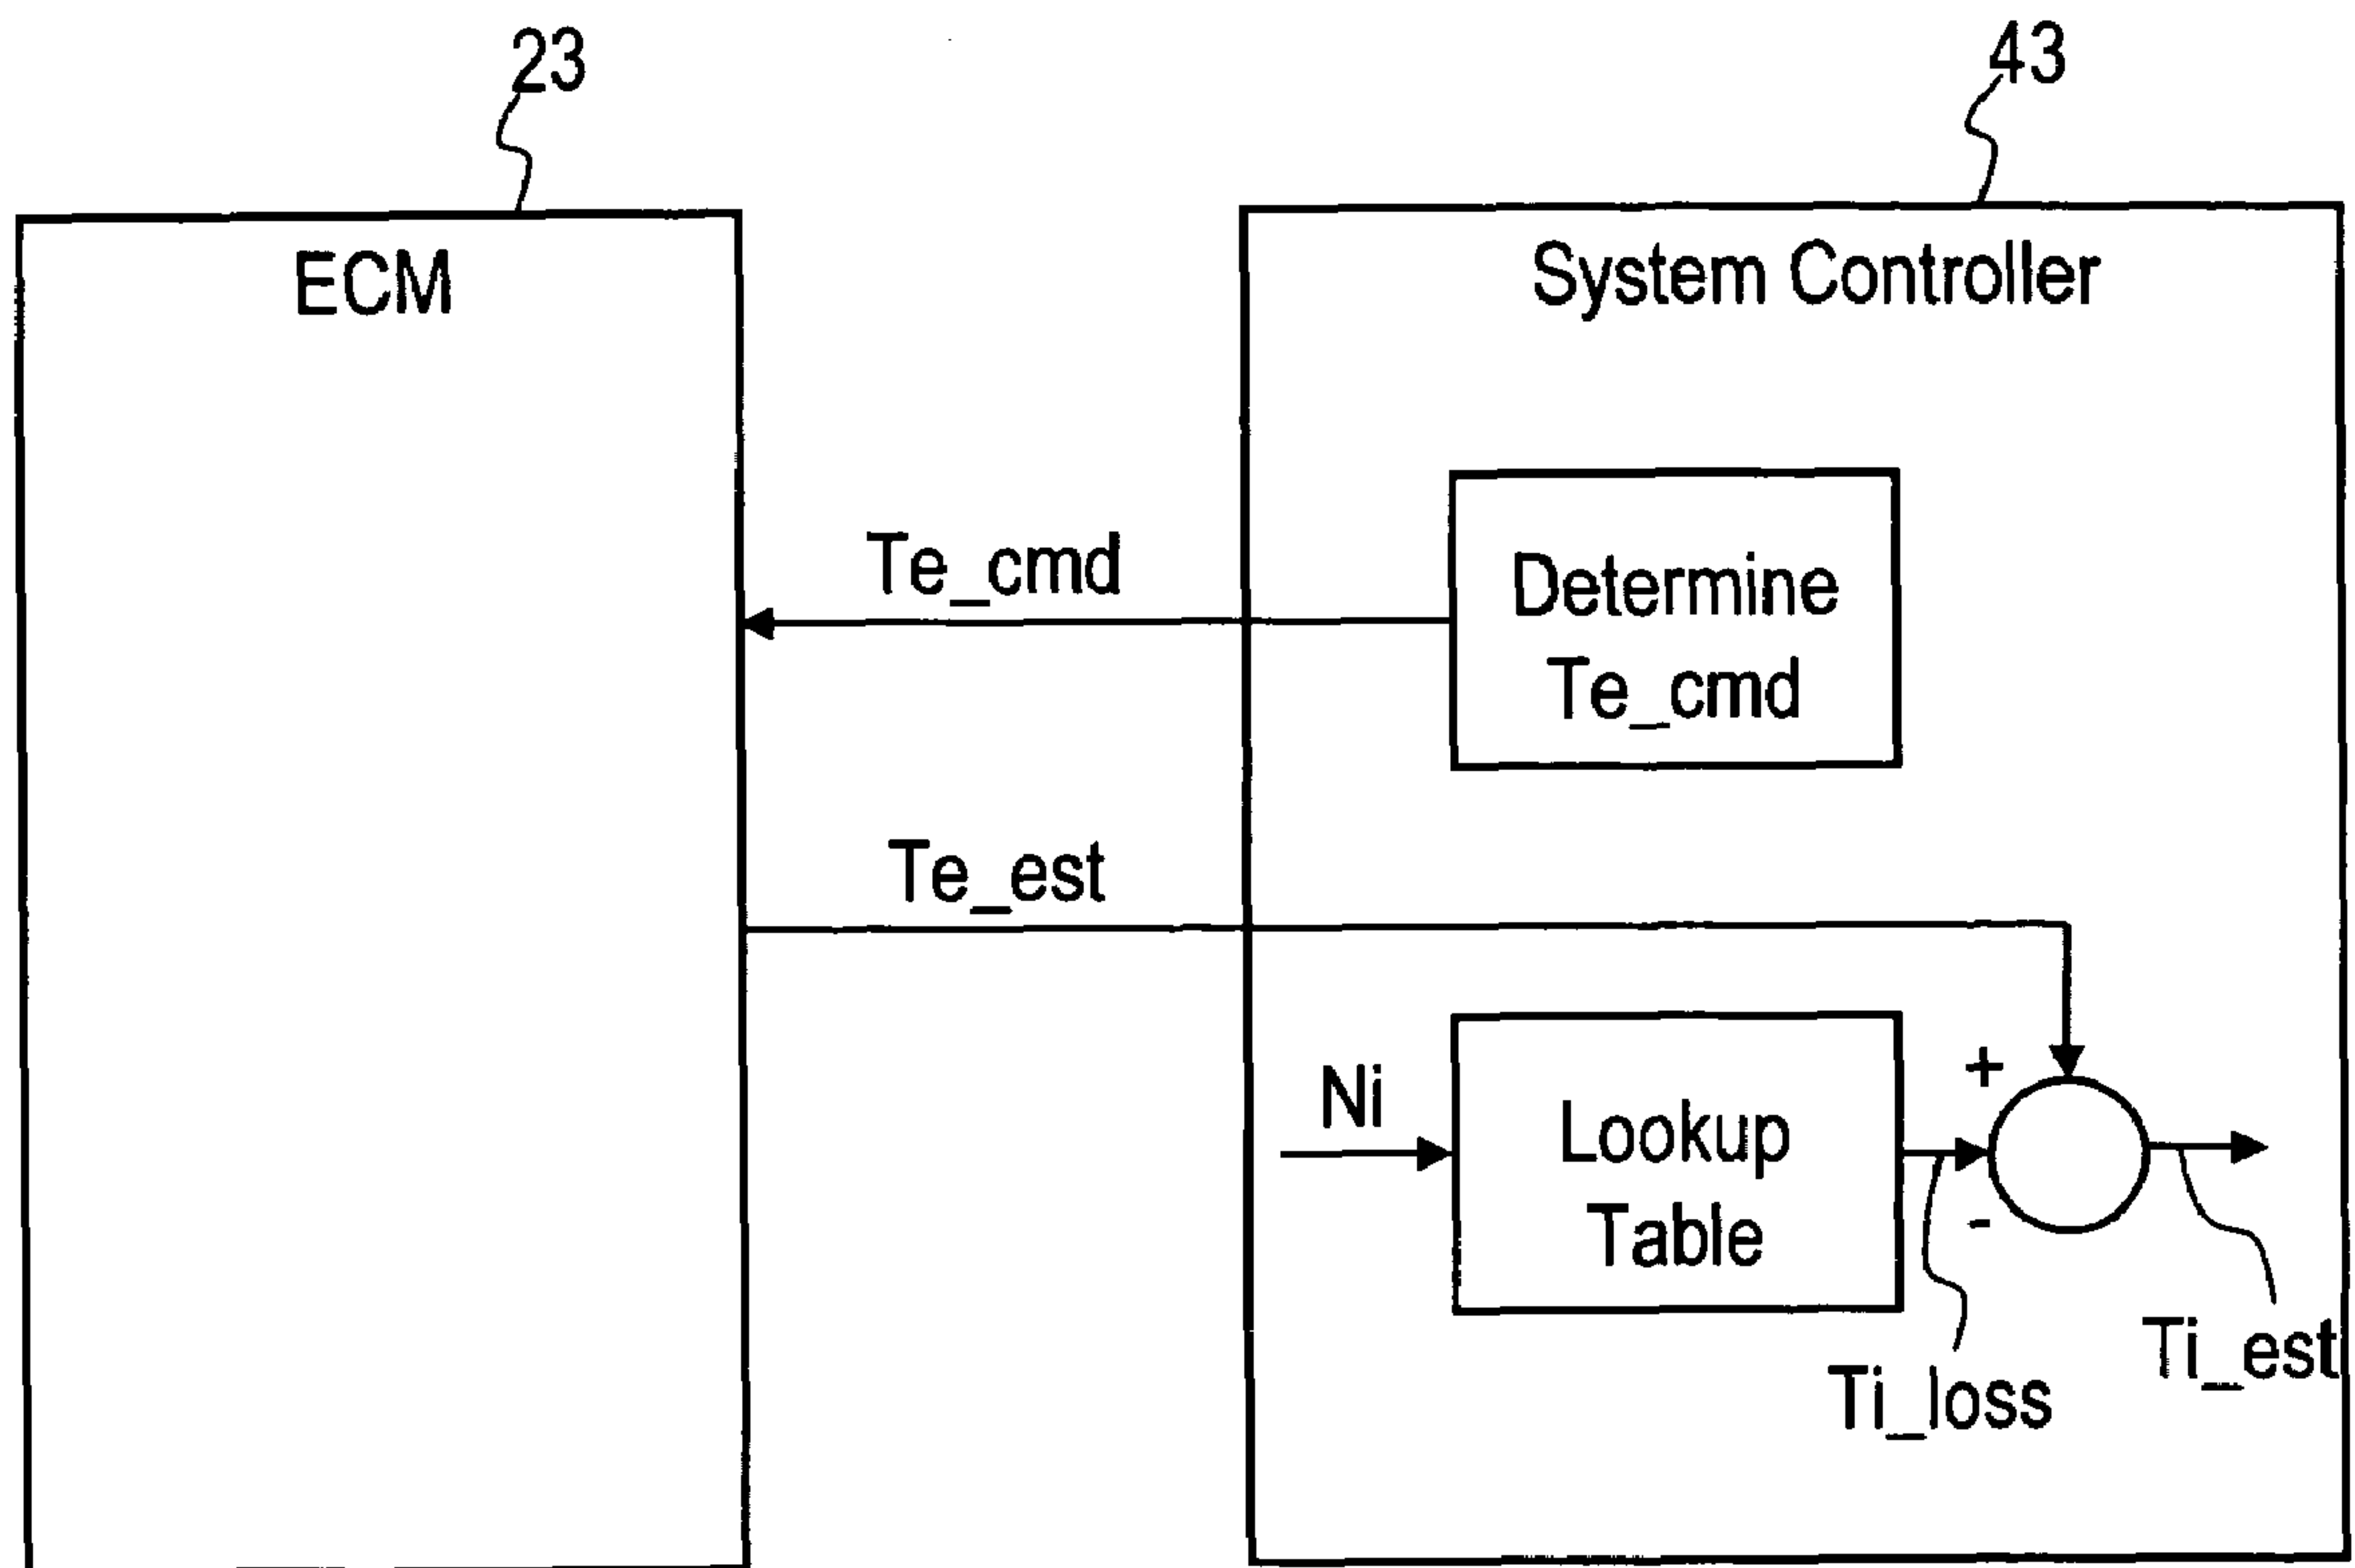 23
43
ECM
System Controller
Te_cmd
Determine
Te_cmd
Te_est
Ni
Lookup
Table
+
-
Ti_loss
Ti_est